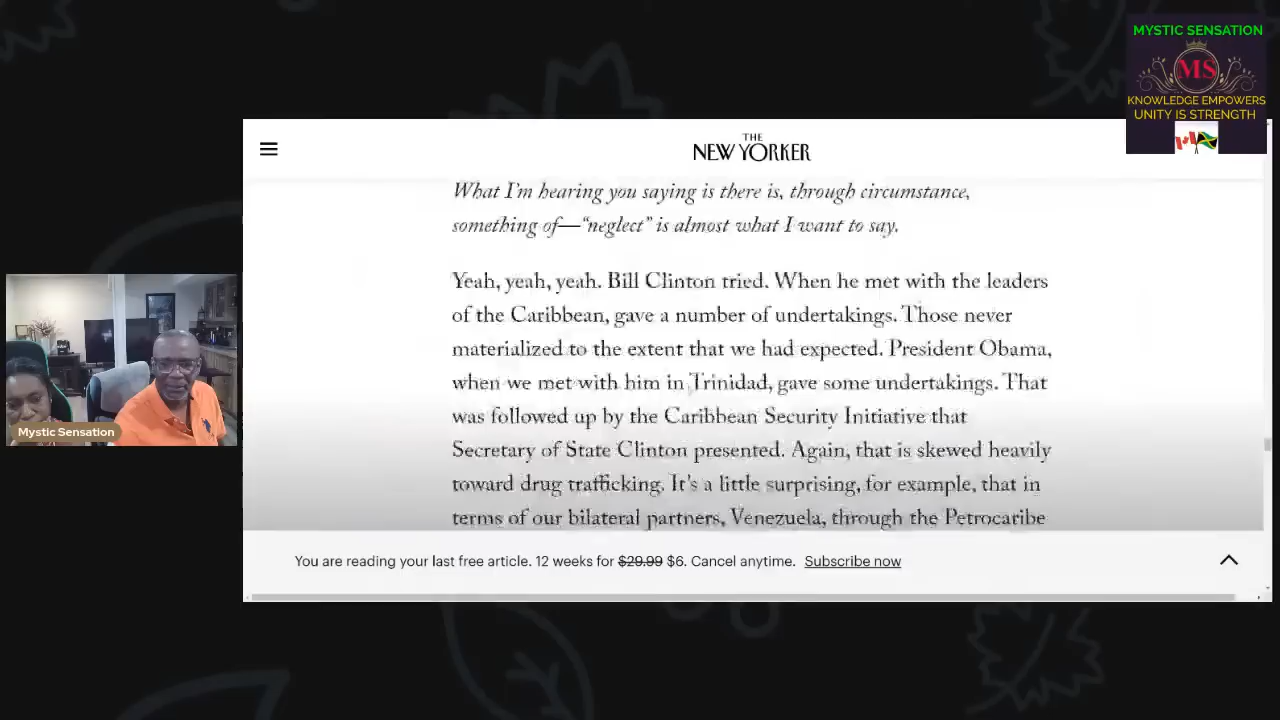 MYSTIC SENSATION
MS
KNOWLEDGE EMPOWERS
UNITY IS STRENGTH
THE
NEW YORKER
What I'm hearing you saying is there is, through circumstance,
something of—“neglect” is almost what I want to say.
Yeah, yeah, yeah. Bill Clinton tried. When he met with the leaders
of the Caribbean, gave a number of undertakings. Those never
materialized to the extent that we had expected. President Obama,
when we met with him in Trinidad, gave some undertakings. That
was followed up by the Caribbean Security Initiative that
Secretary of State Clinton presented. Again, that is skewed heavily
toward drug trafficking. It's a little surprising, for example, that in
terms of our bilateral partners, Venezuela, through the Petrocaribe
Mystic Sensation
You are reading your last free article. 12 weeks for $29.99 $6. Cancel anytime. Subscribe now